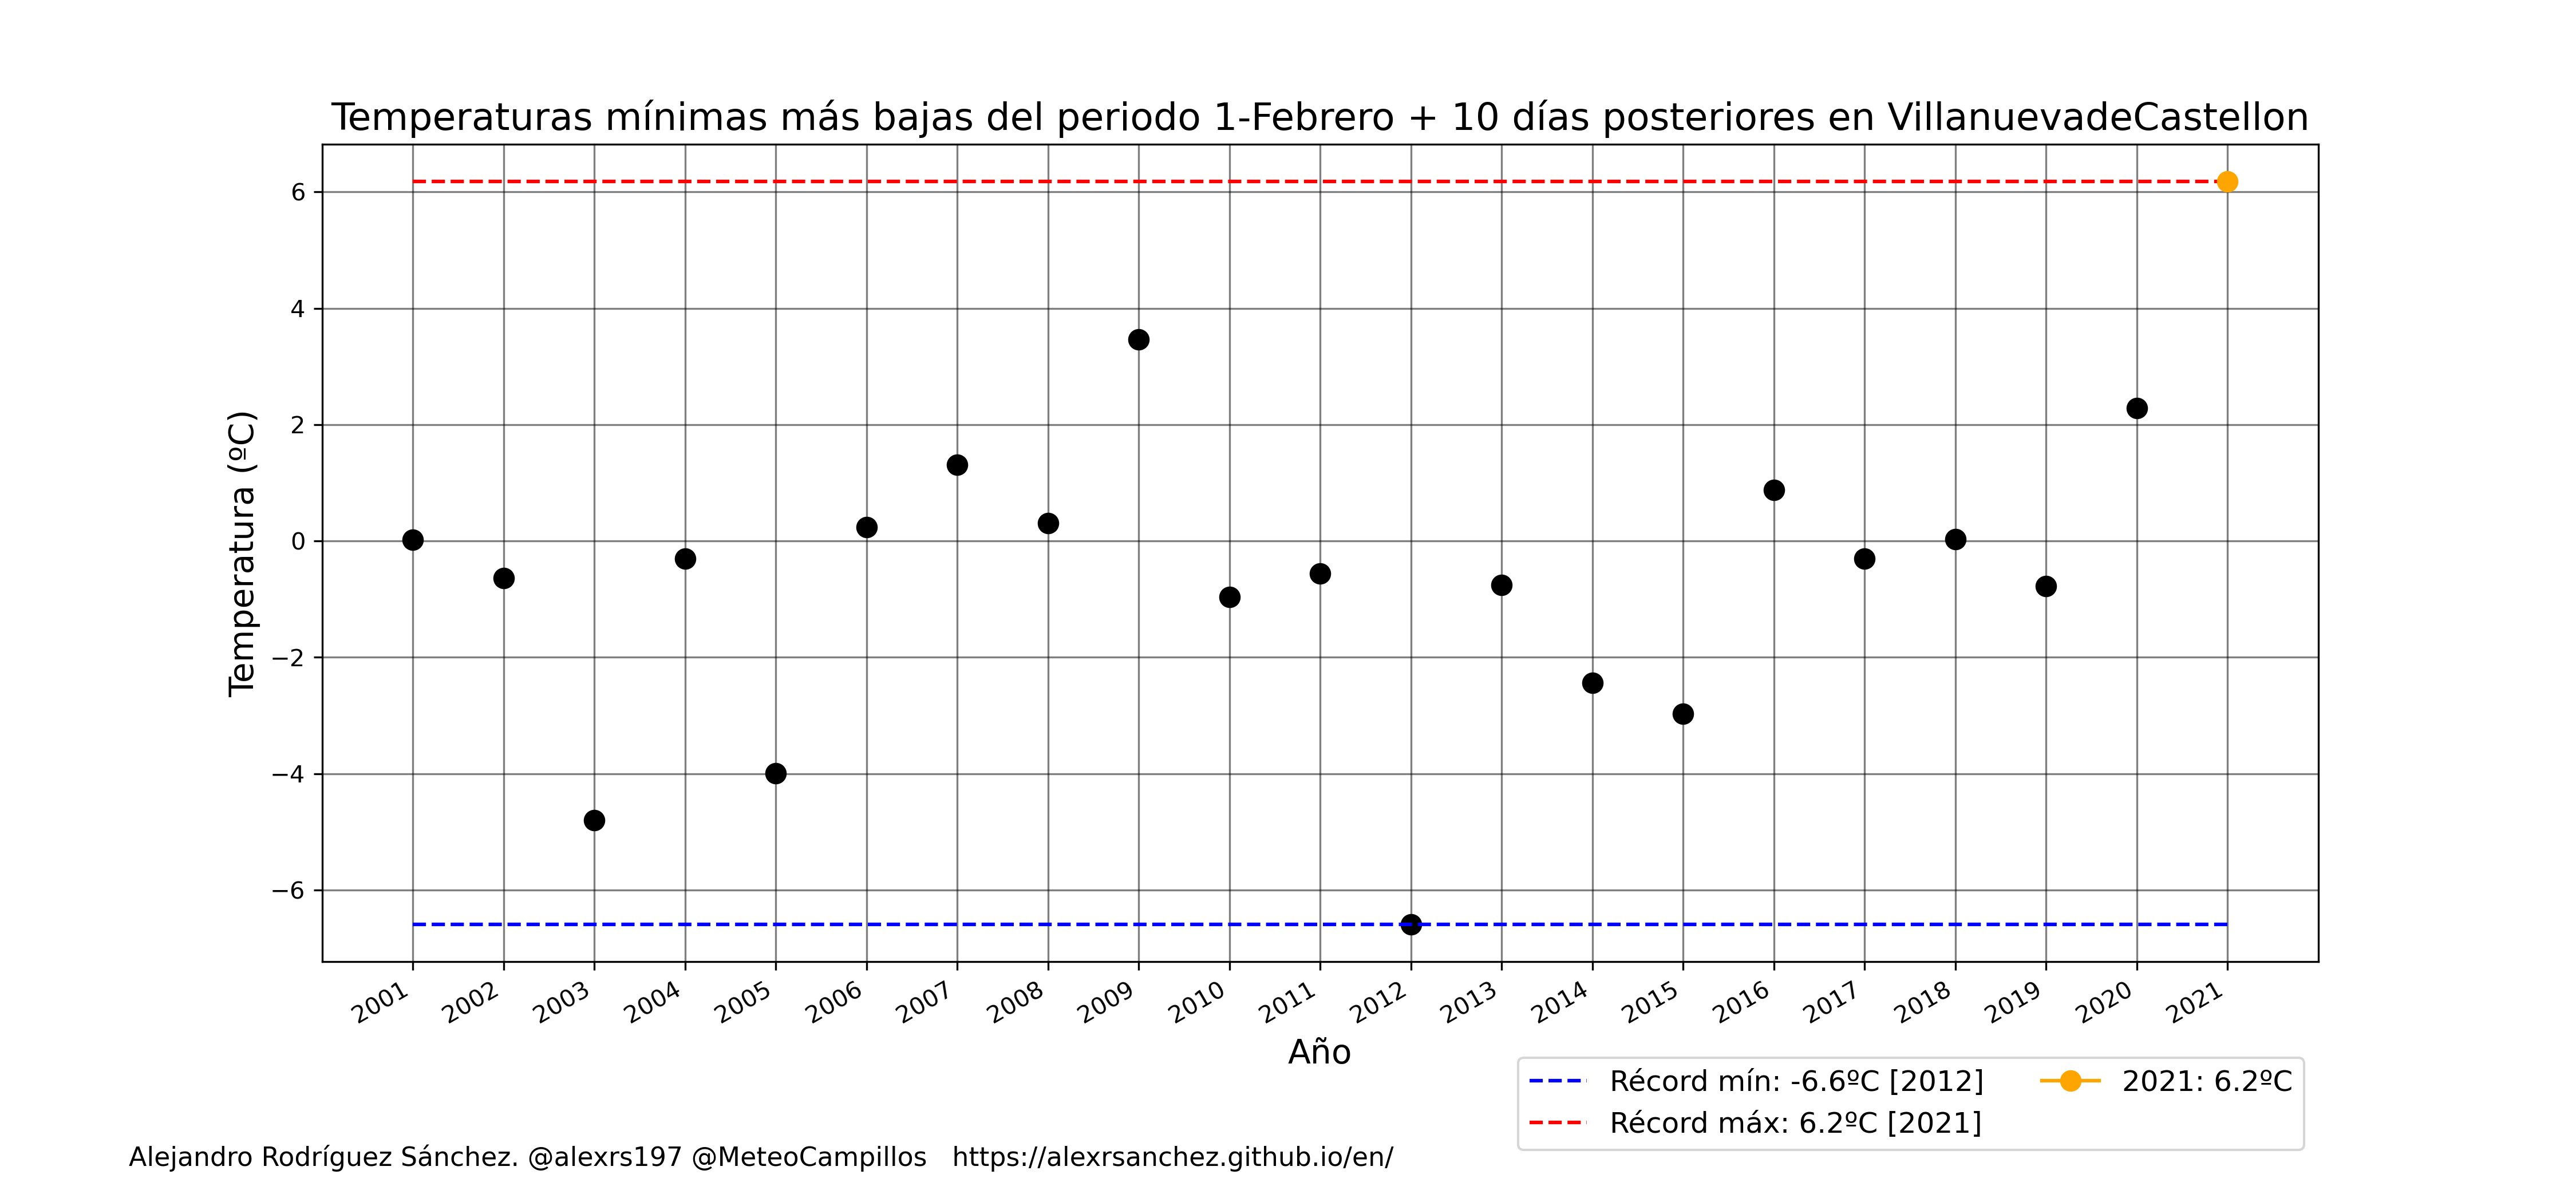 Temperaturas mínimas más bajas del periodo 1-Febrero + 10 días posteriores en VillanuevadeCastellon
Temperatura (ºC)
6
4
2
0
−2
−4
−6
2001 2002 2003 2004 2005 2006 2007 2008 2009 2010 2011 2012 2013 2014 2015 2016 2017 2018 2019 2020 2021
Año
Récord mín: -6.6ºC [2012]
Récord máx: 6.2ºC [2021]
2021: 6.2ºC
Alejandro Rodríguez Sánchez. @alexrs197 @MeteoCampillos https://alexrsanchez.github.io/en/